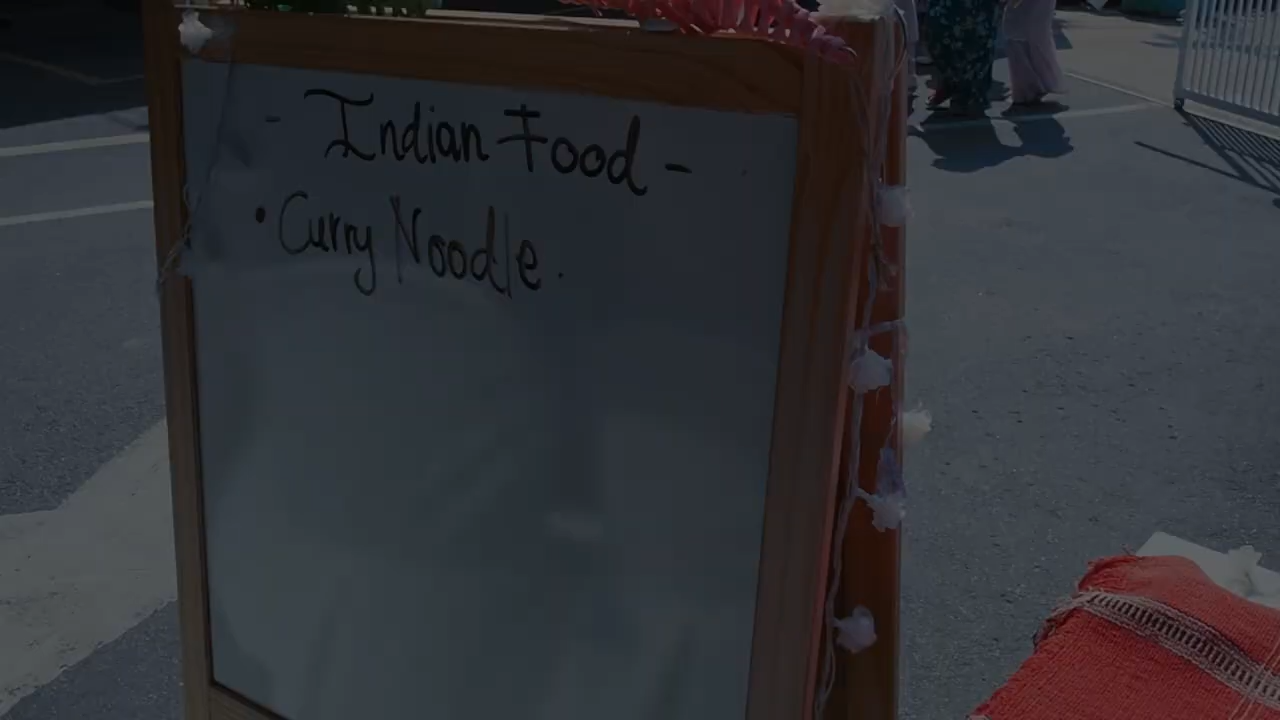 - Indian Food -
• Curry Noodle.